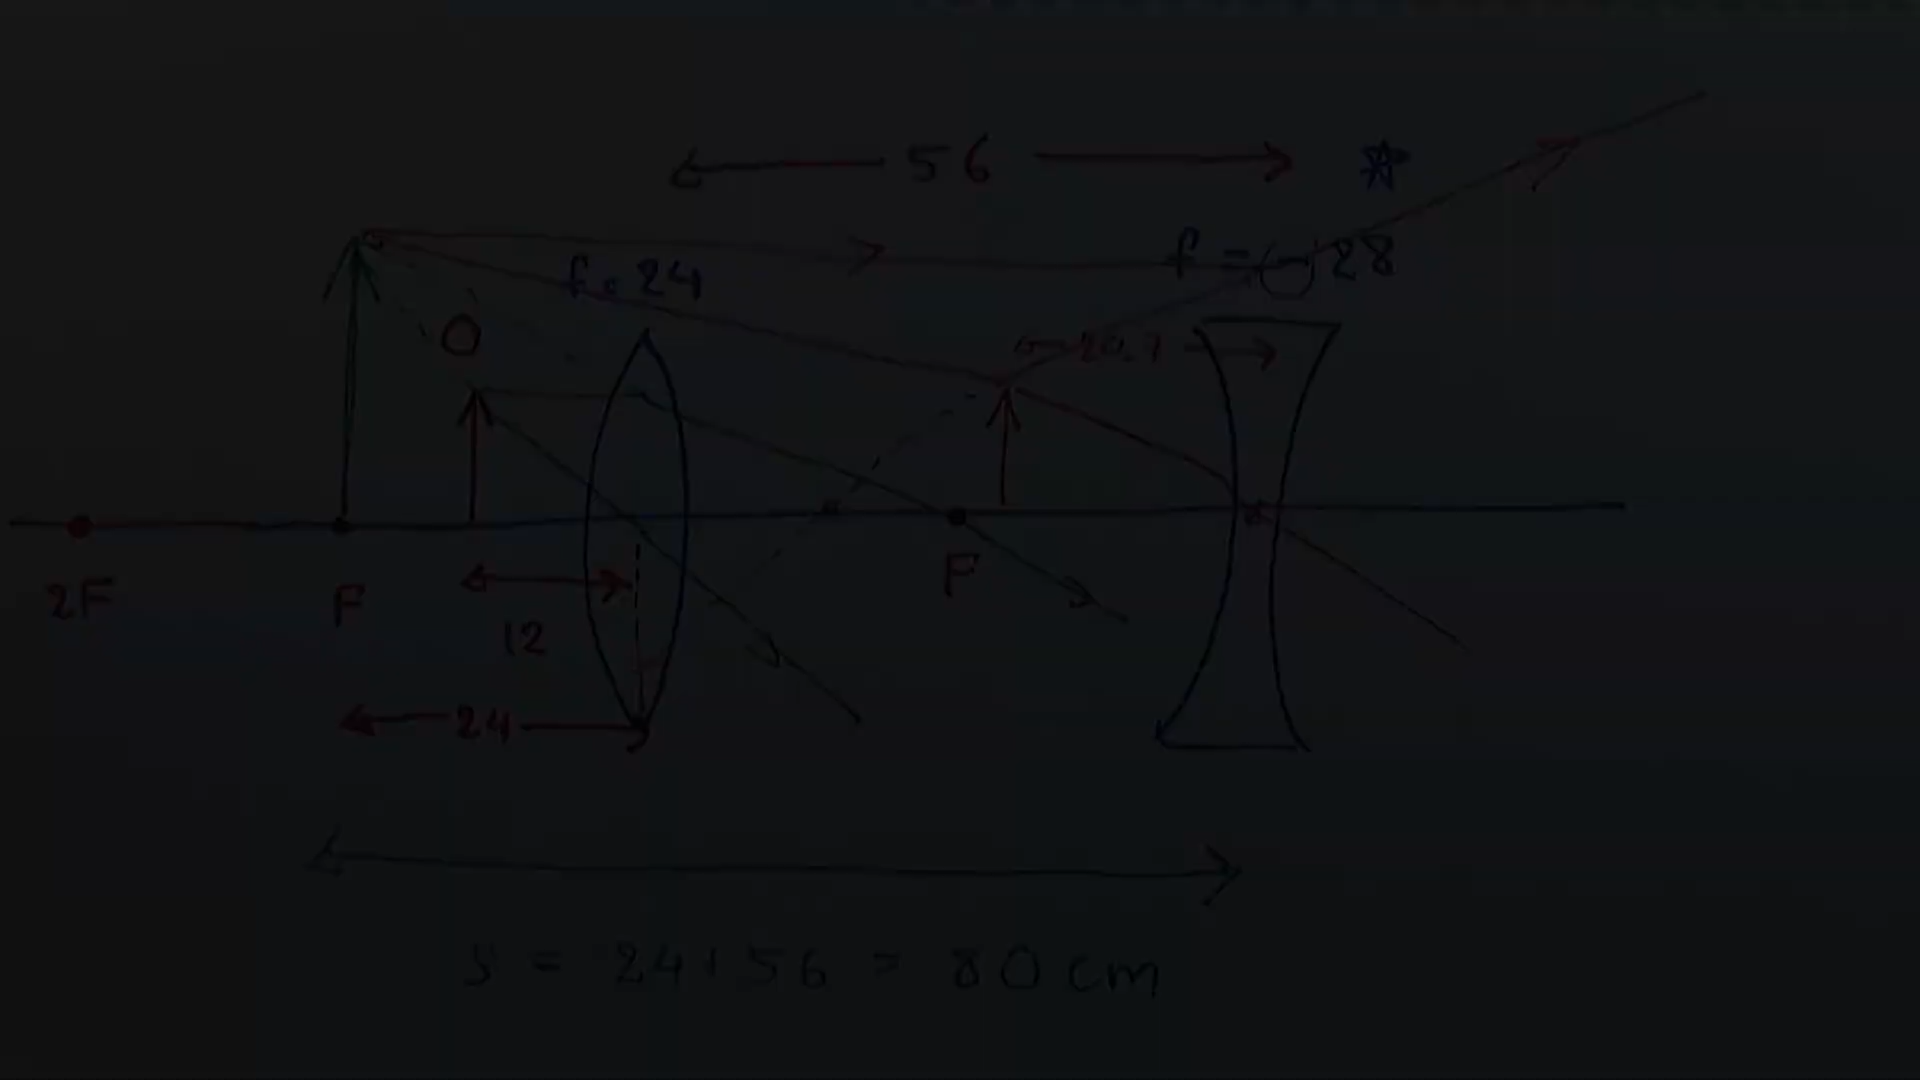 56
f = 24
f = - 28
O
20.7
F
2F
F
12
24
S = 24 + 56 = 80 cm